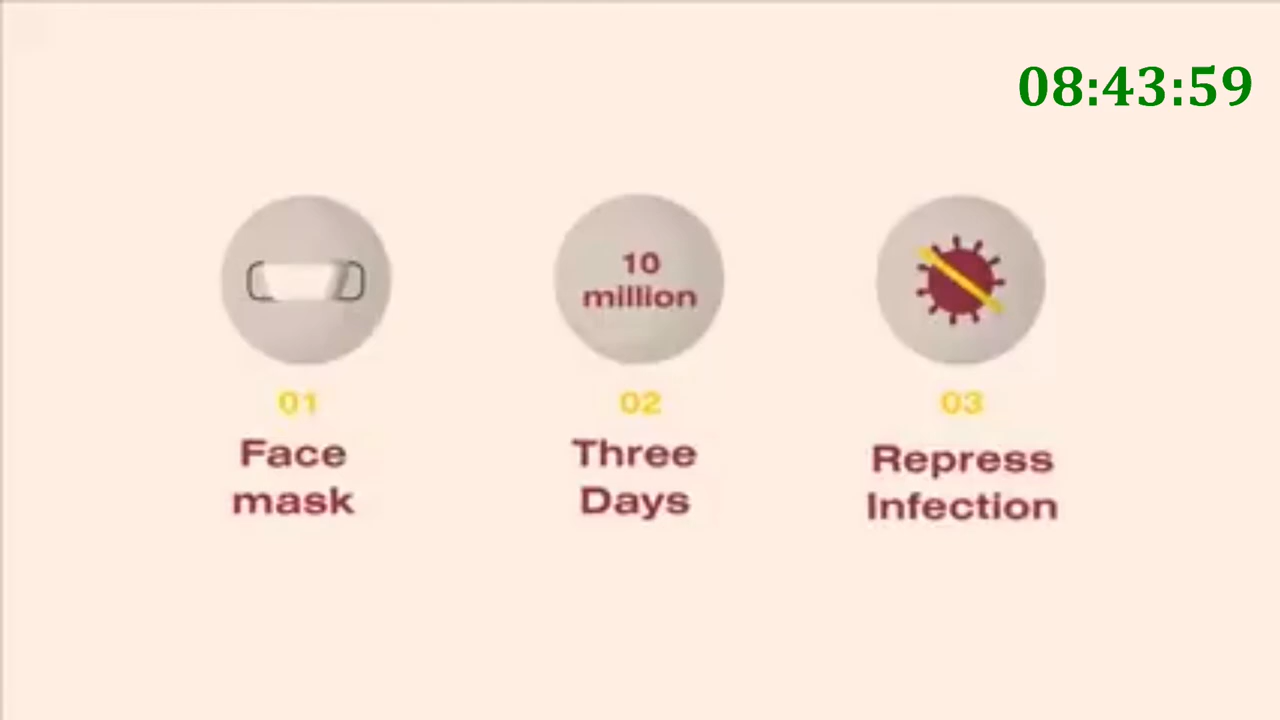 08:43:59
10
million
01
02
03
Face
mask
Three
Days
Repress
Infection